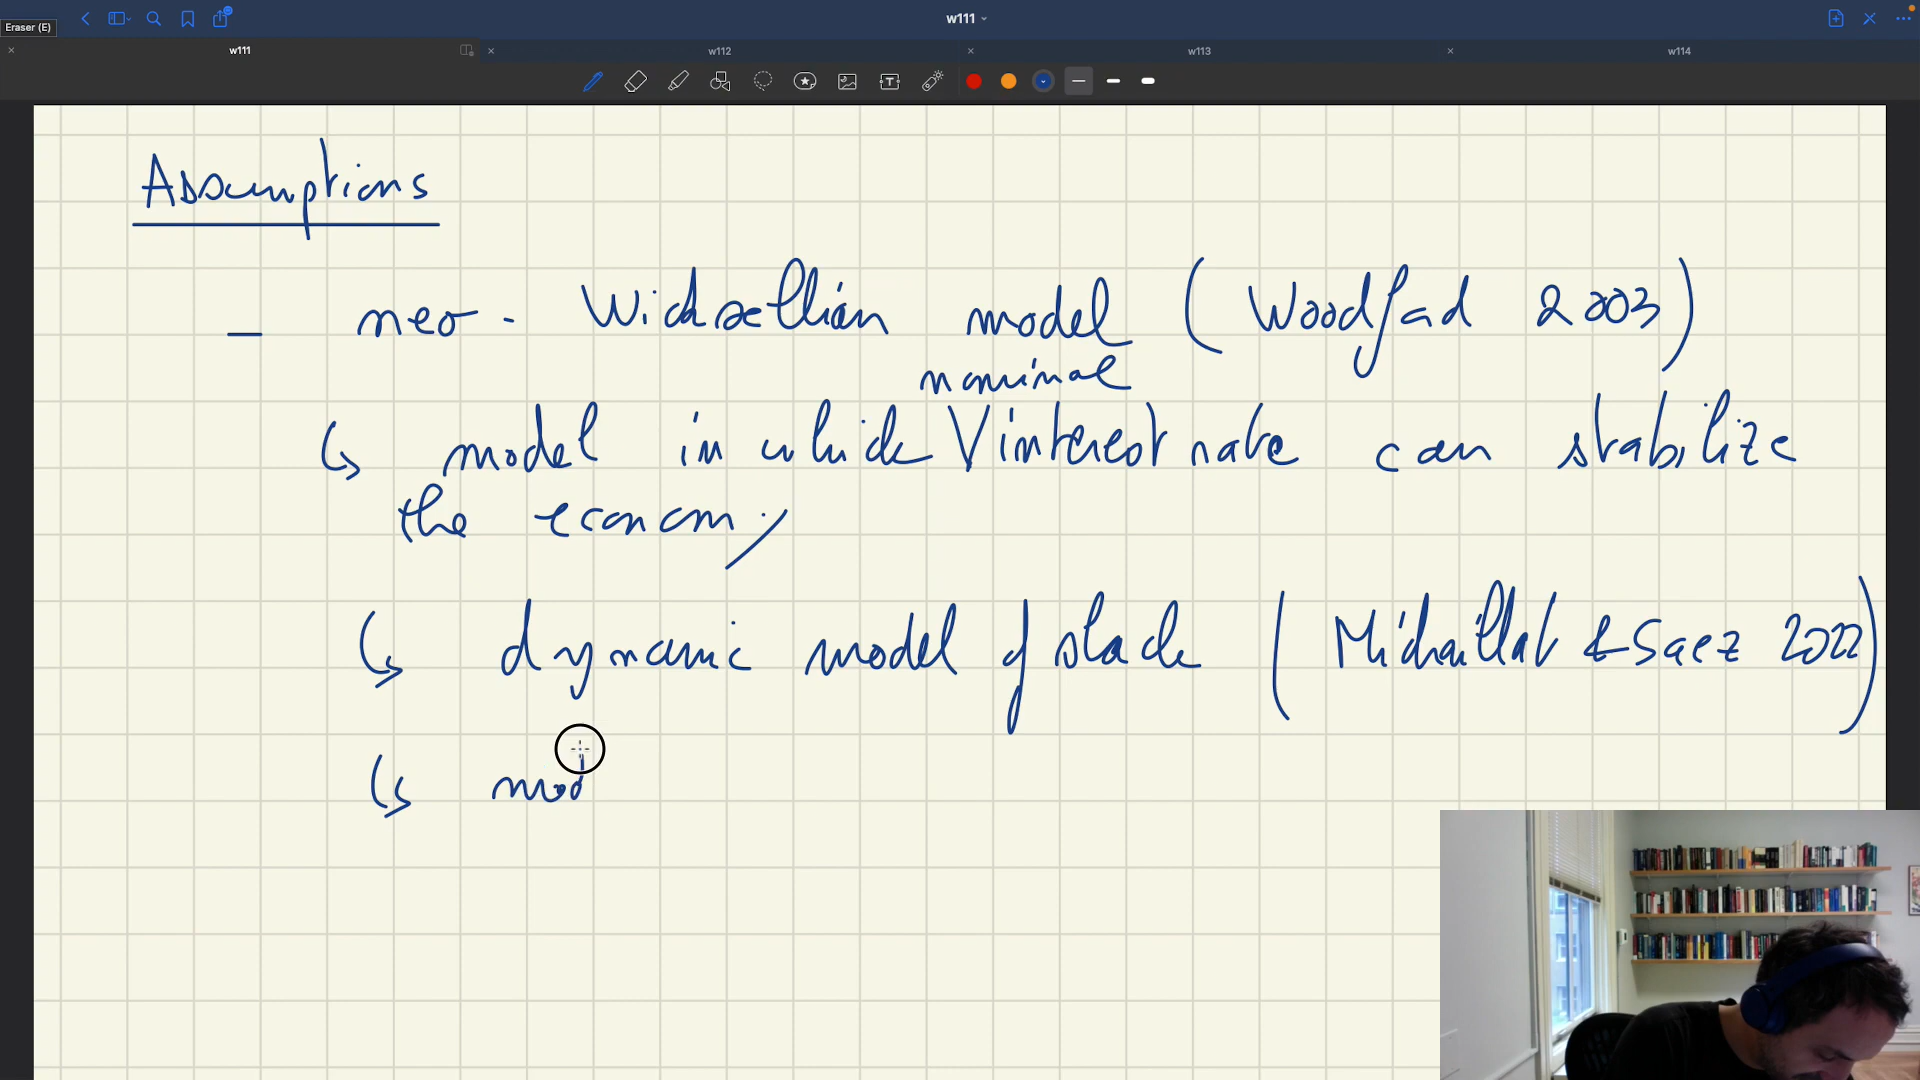 w111
Eraser (E)
w111
w112
w113
w114
Assumptions
- neo-Wicksellian model (Woodford 2003)
nominal
↳ model in which V interest rate can stabilize
the economy
↳ dynamic model of slack (Michaillat & Saez 2022)
↳ mod